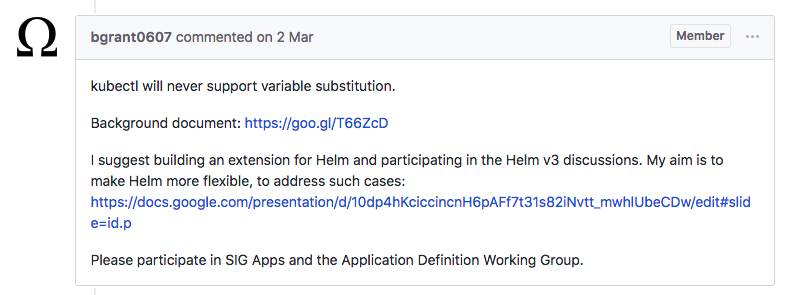 Ω
bgrant0607 commented on 2 Mar
Member
kubectl will never support variable substitution.
Background document: https://goo.gl/T66ZcD
I suggest building an extension for Helm and participating in the Helm v3 discussions. My aim is to
make Helm more flexible, to address such cases:
https://docs.google.com/presentation/d/10dp4hKciccincnH6pAFf7t31s82iNvtt_mwhlUbeCDw/edit#slid
e=id.p
Please participate in SIG Apps and the Application Definition Working Group.